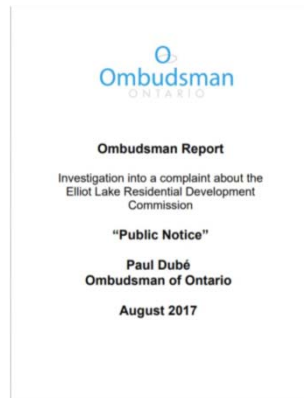 Ombudsman
ONTARIO
Ombudsman Report
Investigation into a complaint about the
Elliot Lake Residential Development
Commission
“Public Notice”
Paul Dubé
Ombudsman of Ontario
August 2017